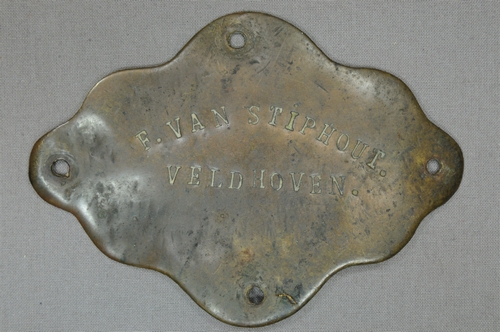 F. VAN STIPHOUT.
VELDHOVEN.